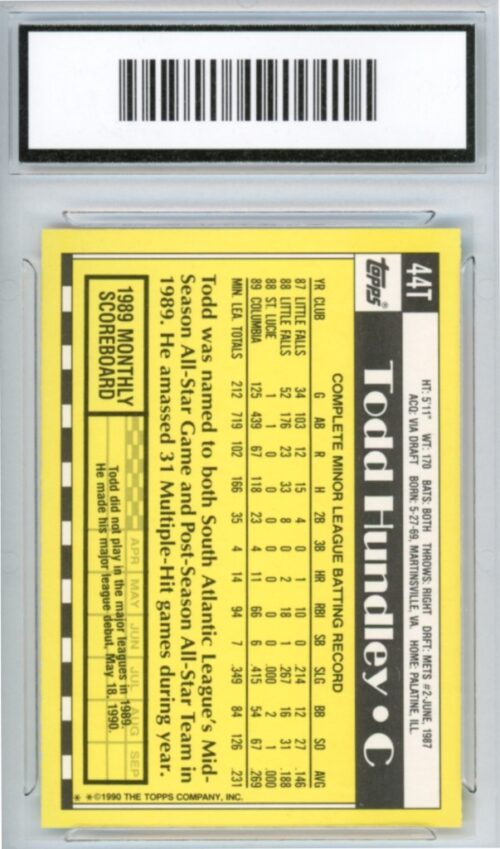 44T
topps®
HT: 5'11" WT: 170 BATS: BOTH THROWS: RIGHT DRFT: METS #2-JUNE, 1987
ACQ: VIA DRAFT BORN: 5-27-69, MARTINSVILLE, VA. HOME: PALATINE, ILL
Todd Hundley • C
COMPLETE MINOR LEAGUE BATTING RECORD
YR CLUB G AB R H 2B 3B HR RBI SB SLG BB SO AVG
87 LITTLE FALLS 34 103 12 15 4 0 1 10 0 .214 12 27 .146
88 LITTLE FALLS 52 176 23 33 8 0 2 18 1 .267 16 31 .188
88 ST. LUCIE 1 1 0 0 0 0 0 0 0 .000 2 1 .000
89 COLUMBIA 125 439 67 118 23 4 11 66 6 .415 54 67 .269
MIN. LEA. TOTALS 212 719 102 166 35 4 14 94 7 .349 84 126 .231
Todd was named to both South Atlantic League's Mid-
Season All-Star Game and Post-Season All-Star Team in
1989. He amassed 31 Multiple-Hit games during year.
1989 MONTHLY
SCOREBOARD
APR MAY JUN JUL AUG SEP
Todd did not play in the major leagues in 1989.
He made his major league debut, May 18, 1990.
* *©1990 THE TOPPS COMPANY, INC.